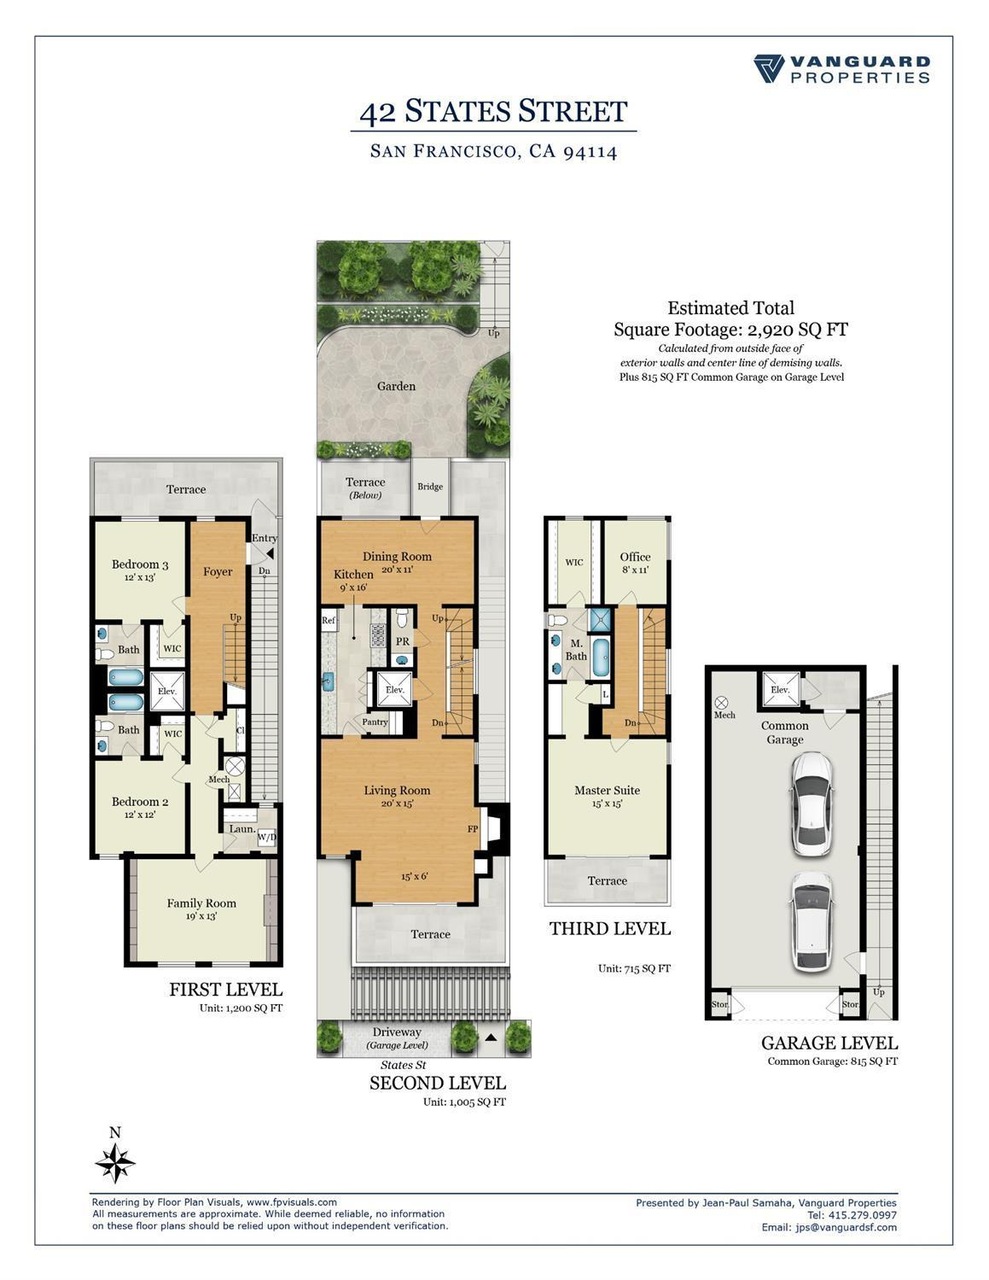 VANGUARD
PROPERTIES
42 STATES STREET
SAN FRANCISCO, CA 94114
Estimated Total
Square Footage: 2,920 SQ FT
Calculated from outside face of
exterior walls and center line of demising walls.
Plus 815 SQ FT Common Garage on Garage Level
Terrace
Entry
Dn
Bedroom 3
12' x 13'
Foyer
Up
Bath
WIC
Elev.
Bath
WIC
Cl
Mech
Bedroom 2
12' x 12'
Laun.
W/D
Family Room
19' x 13'
FIRST LEVEL
Unit: 1,200 SQ FT
Up
Garden
Terrace
(Below)
Bridge
Dining Room
20' x 11'
Kitchen
9' x 16'
Ref
PR
Up
Elev.
Pantry
Dn
Living Room
20' x 15'
FP
15' x 6'
Terrace
Driveway
(Garage Level)
States St
SECOND LEVEL
Unit: 1,005 SQ FT
WIC
Office
8' x 11'
M.
Bath
L
Dn
Master Suite
15' x 15'
Terrace
THIRD LEVEL
Unit: 715 SQ FT
Elev.
Mech
Common
Garage
Stor
Stor
Up
GARAGE LEVEL
Common Garage: 815 SQ FT
N
Rendering by Floor Plan Visuals, www.fpvisuals.com
All measurements are approximate. While deemed reliable, no information
on these floor plans should be relied upon without independent verification.
Presented by Jean-Paul Samaha, Vanguard Properties
Tel: 415.279.0997
Email: jps@vanguardsf.com